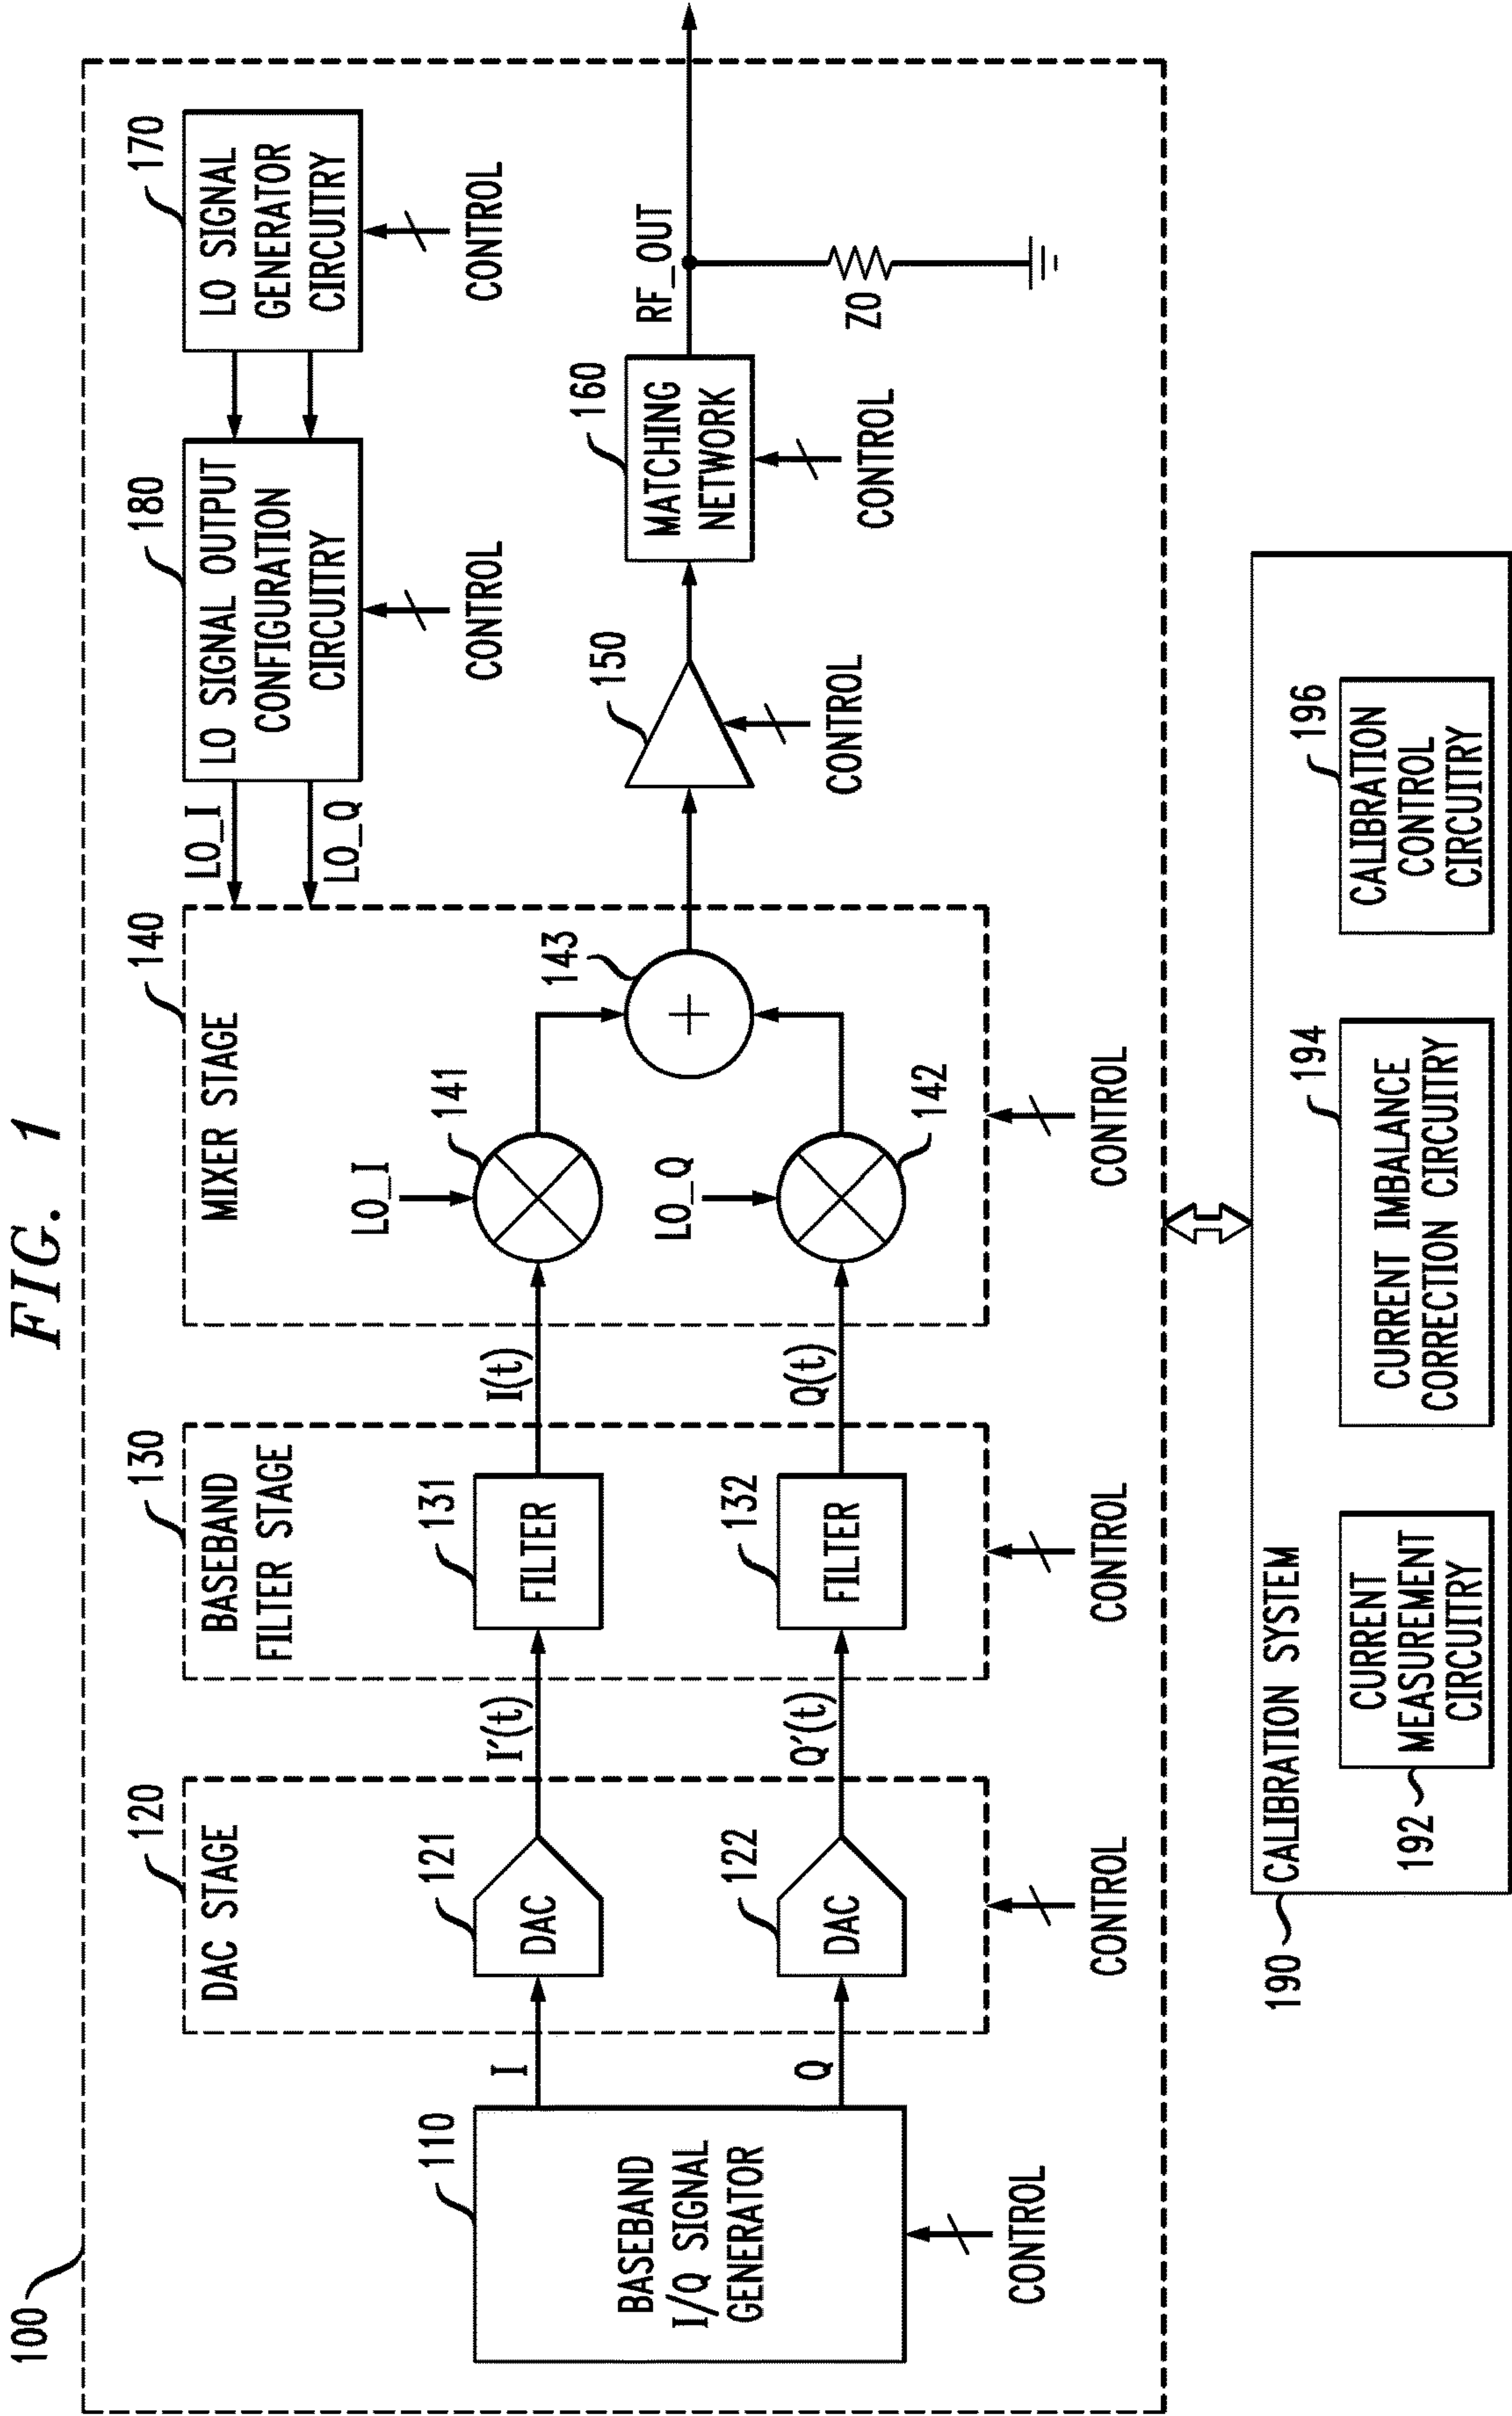 FIG. 1
100
110
BASEBAND
I/Q SIGNAL
GENERATOR
CONTROL
I
Q
120
DAC STAGE
121
DAC
122
DAC
CONTROL
I'(t)
Q'(t)
130
BASEBAND
FILTER STAGE
131
FILTER
132
FILTER
CONTROL
I(t)
Q(t)
140
MIXER STAGE
LO_I
141
LO_Q
142
143
CONTROL
LO_I
LO_Q
180
LO SIGNAL OUTPUT
CONFIGURATION
CIRCUITRY
CONTROL
170
LO SIGNAL
GENERATOR
CIRCUITRY
CONTROL
150
CONTROL
160
MATCHING
NETWORK
CONTROL
RF_OUT
Z0
190
CALIBRATION SYSTEM
192
CURRENT
MEASUREMENT
CIRCUITRY
194
CURRENT IMBALANCE
CORRECTION CIRCUITRY
196
CALIBRATION
CONTROL
CIRCUITRY